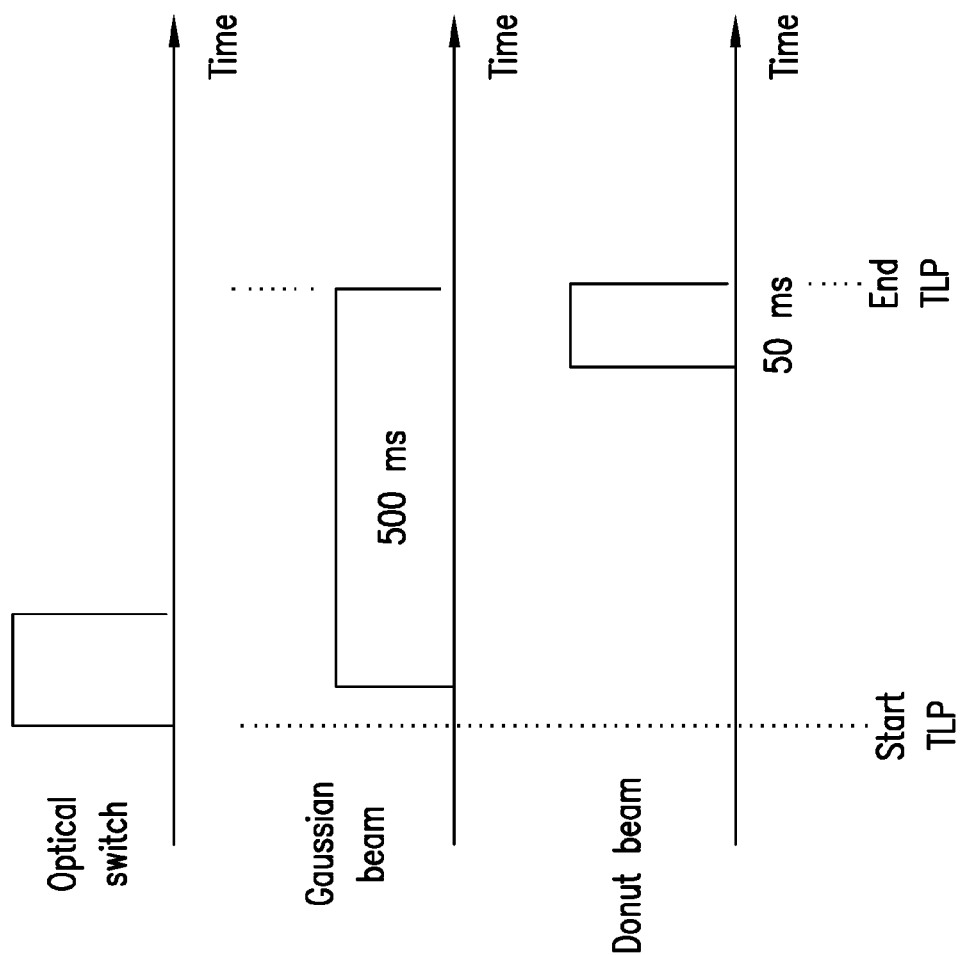 Optical
switch
Time
Gaussian
beam
500 ms
Time
Donut beam
50 ms
Time
Start
TLP
End
TLP